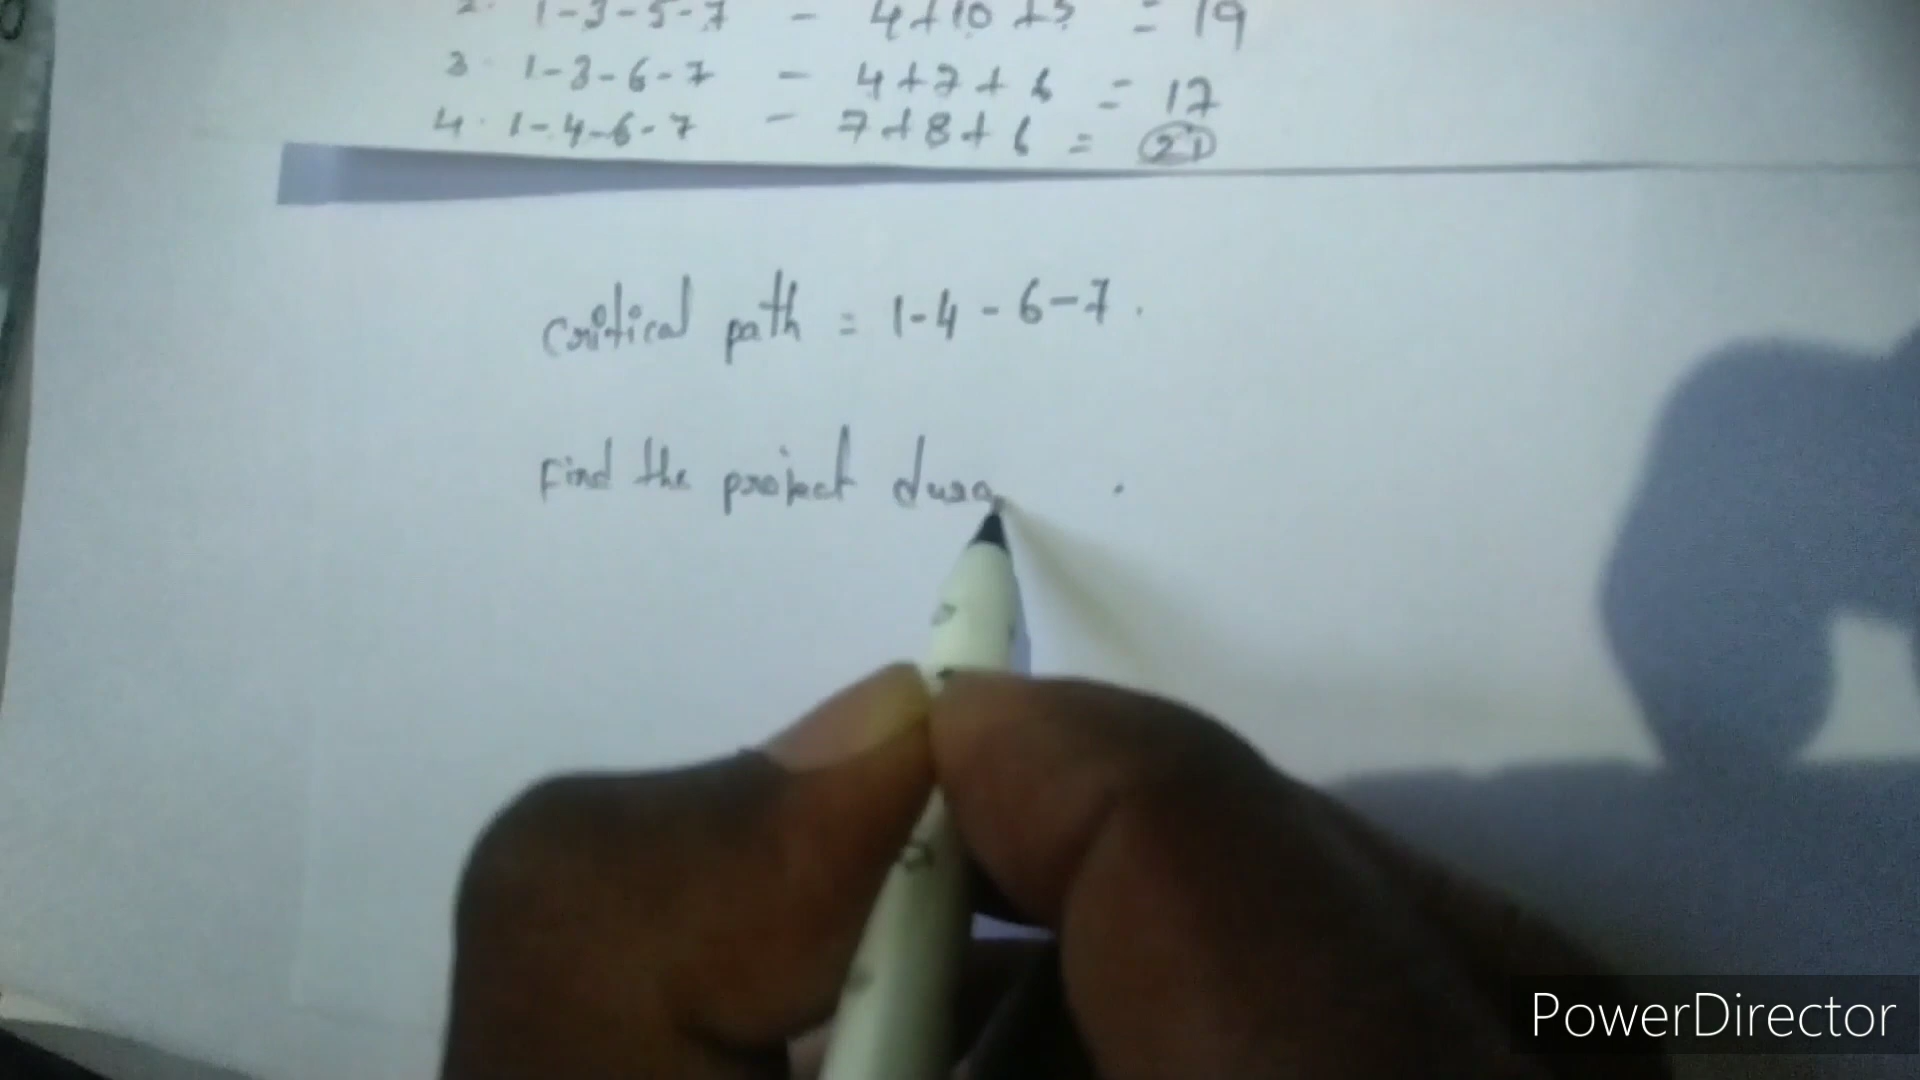 2. 1-3-5-7 - 4+10+5 = 19
3. 1-3-6-7 - 4+7+6 = 17
4. 1-4-6-7 - 7+8+6 = 21
Critical path = 1-4-6-7.
Find the project dura
PowerDirector